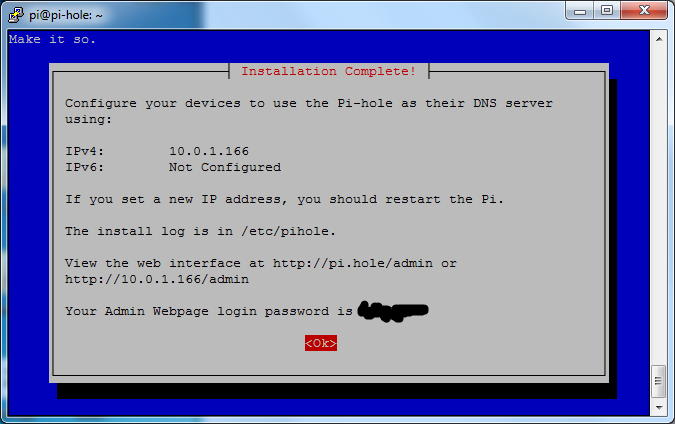 pi@pi-hole: ~
Make it so.
Installation Complete!
Configure your devices to use the Pi-hole as their DNS server
using:
IPv4: 10.0.1.166
IPv6: Not Configured
If you set a new IP address, you should restart the Pi.
The install log is in /etc/pihole.
View the web interface at http://pi.hole/admin or
http://10.0.1.166/admin
Your Admin Webpage login password is
<Ok>